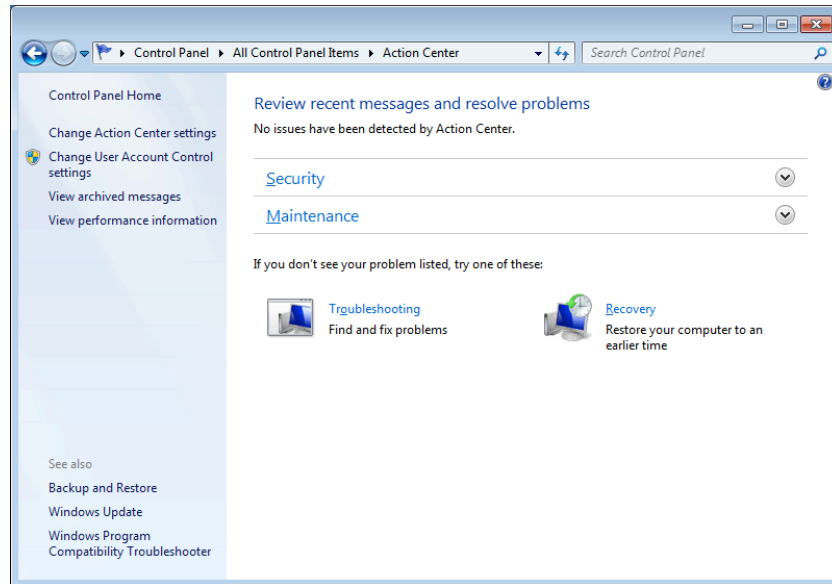 Control Panel
All Control Panel Items
Action Center
Search Control Panel
Control Panel Home
Change Action Center settings
Change User Account Control
settings
View archived messages
View performance information
Review recent messages and resolve problems
No issues have been detected by Action Center.
Security
Maintenance
If you don't see your problem listed, try one of these:
Troubleshooting
Find and fix problems
Recovery
Restore your computer to an
earlier time
See also
Backup and Restore
Windows Update
Windows Program
Compatibility Troubleshooter